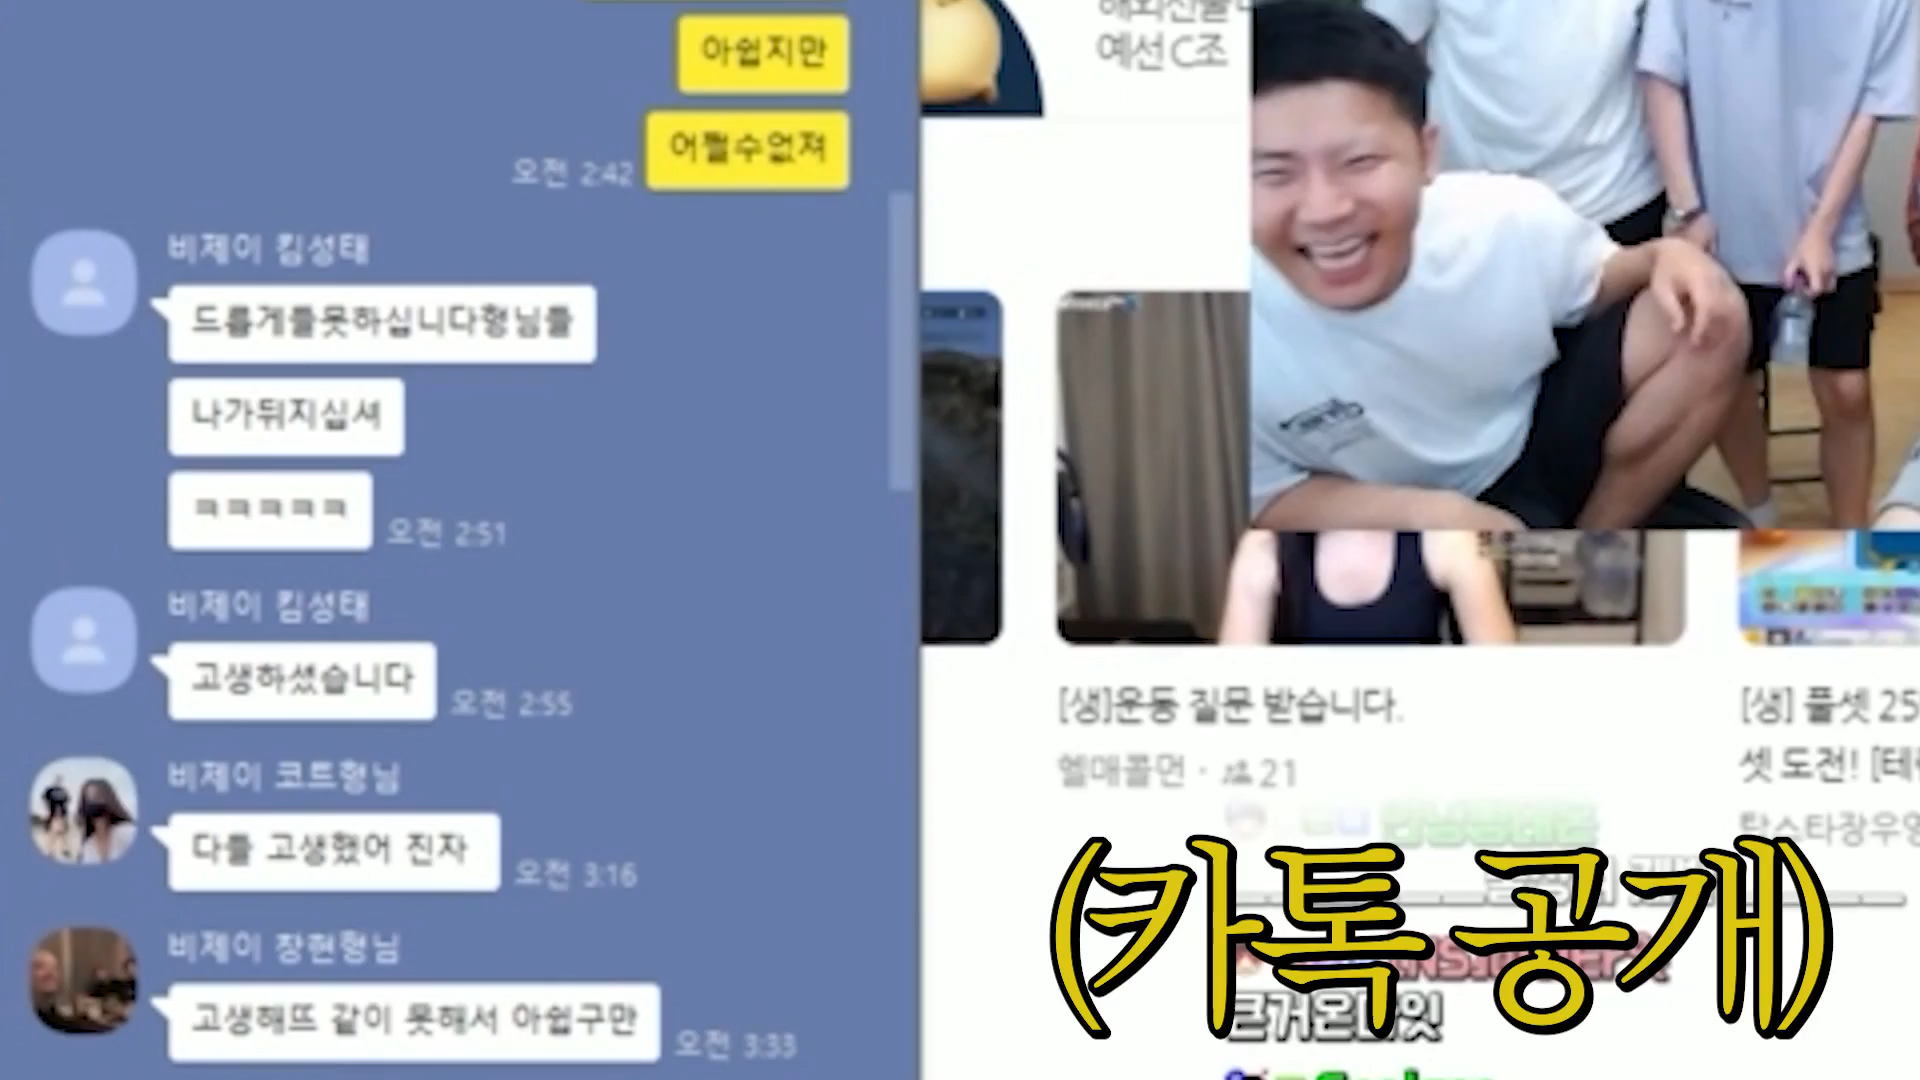 아쉽지만
어쩔수없져
오전 2:42
비제이 킴성태
드릅게들못하십니다형님들
나가뒤지십셔
ㅋㅋㅋㅋㅋ
오전 2:51
비제이 킴성태
고생하셨습니다
오전 2:55
비제이 코트형님
다들 고생했어 진자
오전 3:16
비제이 장현형님
고생해뜨 같이 못해서 아쉽구만
오전 3:33
예선 C조
[생]운동 질문 받습니다.
헬매콜먼 · 21
[생] 풀셋 25
셋 도전!
탑스타장우영
(카톡 공개)